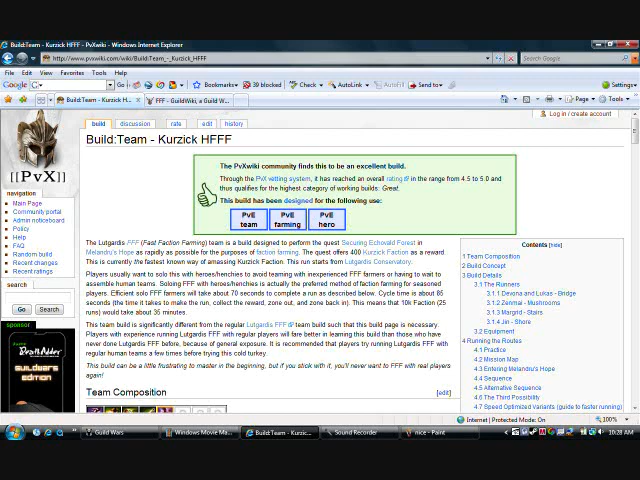 Build:Team - Kurzick HFFF - PvXwiki - Windows Internet Explorer
http://www.pvxwiki.com/wiki/Build:Team_-_Kurzick_HFFF
Google
File Edit View Favorites Tools Help
Google Go Bookmarks 39 blocked Check AutoLink AutoFill Send to Settings
Build:Team - Kurzick H... FFF - GuildWiki, a Guild W... Page Tools
Log in / create account
build discussion rate edit history
Build:Team - Kurzick HFFF
The PvXwiki community finds this to be an excellent build.
Through the PvX vetting system, it has reached an overall rating in the range from 4.5 to 5.0 and
thus qualifies for the highest category of working builds: Great.
This build has been designed for the following use:
PvE team
PvE farming
PvE hero
[[PvX]]
navigation
Main Page
Community portal
Admin noticeboard
Policy
Help
FAQ
Random build
Recent changes
Recent ratings
search
Go Search
sponsor
BrainAlder
GUILDWARS
EDITION
The Lutgardis FFF (Fast Faction Farming) team is a build designed to perform the quest Securing Echovald Forest in
Melandru's Hope as rapidly as possible for the purposes of faction farming. The quest offers 400 Kurzick Faction as a reward.
This is currently the fastest known way of amassing Kurzick Faction. This run starts from Lutgardis Conservatory.
Players usually want to use this with heroes/henchies to avoid teaming with inexperienced FFF farmers or having to wait to
assemble human teams. Soloing FFF with heroes/henchies is actually the preferred method of faction farming for seasoned
players. Efficient solo FFF farmers will take about 70 seconds to complete a run as described below. Cycle time is about 85
seconds (the time it takes to make the run, collect the reward, zone out, and zone back in). This means that 10k Faction (25
runs) would take about 35 minutes.
This team build is significantly different from the regular Lutgardis FFF team build such that this build page is necessary.
Players with experience running Lutgardis FFF with regular players will fare better in learning this build than those who have
never done Lutgardis FFF before, because of general exposure. It is recommended that players try running Lutgardis FFF with
regular human teams a few times before trying this cold turkey.
This build can be a little frustrating to master in the beginning, but if you stick with it, you'll never want to FFF with real players
again!
Team Composition [edit]
Contents [hide]
1 Team Composition
2 Build Concept
3 Build Details
3.1 The Runners
3.1.1 Devona and Lukas - Bridge
3.1.2 Zenmai - Mushrooms
3.1.3 Margrid - Stairs
3.1.4 Jin - Shore
3.2 Equipment
4 Running the Routes
4.1 Practice
4.2 Mission Map
4.3 Entering Melandru's Hope
4.4 Sequence
4.5 Alternative Sequence
4.6 The Third Possibility
4.7 Speed Optimized Variants (guide to faster running)
Internet | Protected Mode: On 100%
Guild Wars Windows Movie Ma... Build:Team - Kurzic... Sound Recorder nice - Paint 10:28 AM